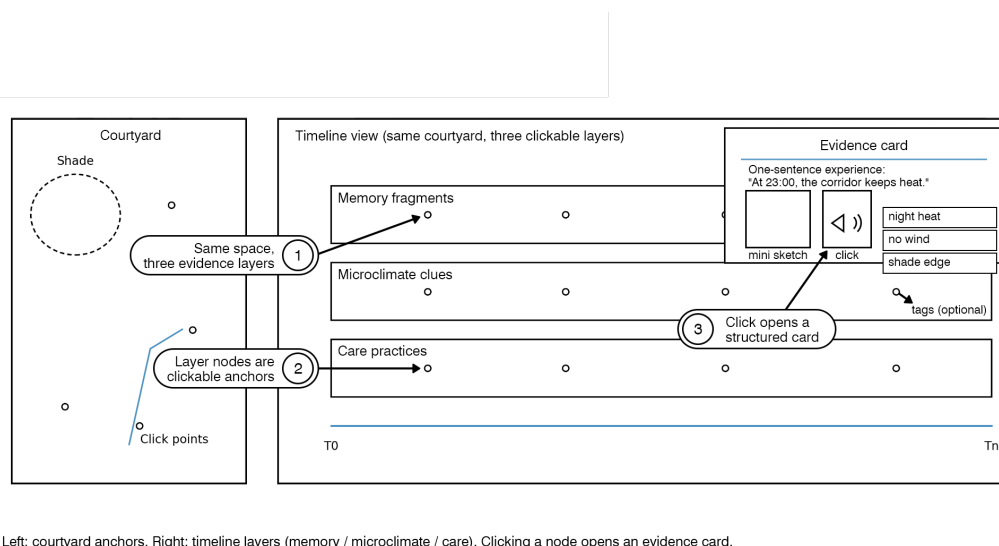 Courtyard
Shade
Same space,
three evidence layers
1
Layer nodes are
clickable anchors
2
Click points
Timeline view (same courtyard, three clickable layers)
Memory fragments
Microclimate clues
Care practices
T0
Tn
Evidence card
One-sentence experience:
"At 23:00, the corridor keeps heat."
mini sketch
click
night heat
no wind
shade edge
tags (optional)
3
Click opens a
structured card
Left: courtyard anchors. Right: timeline layers (memory / microclimate / care). Clicking a node opens an evidence card.